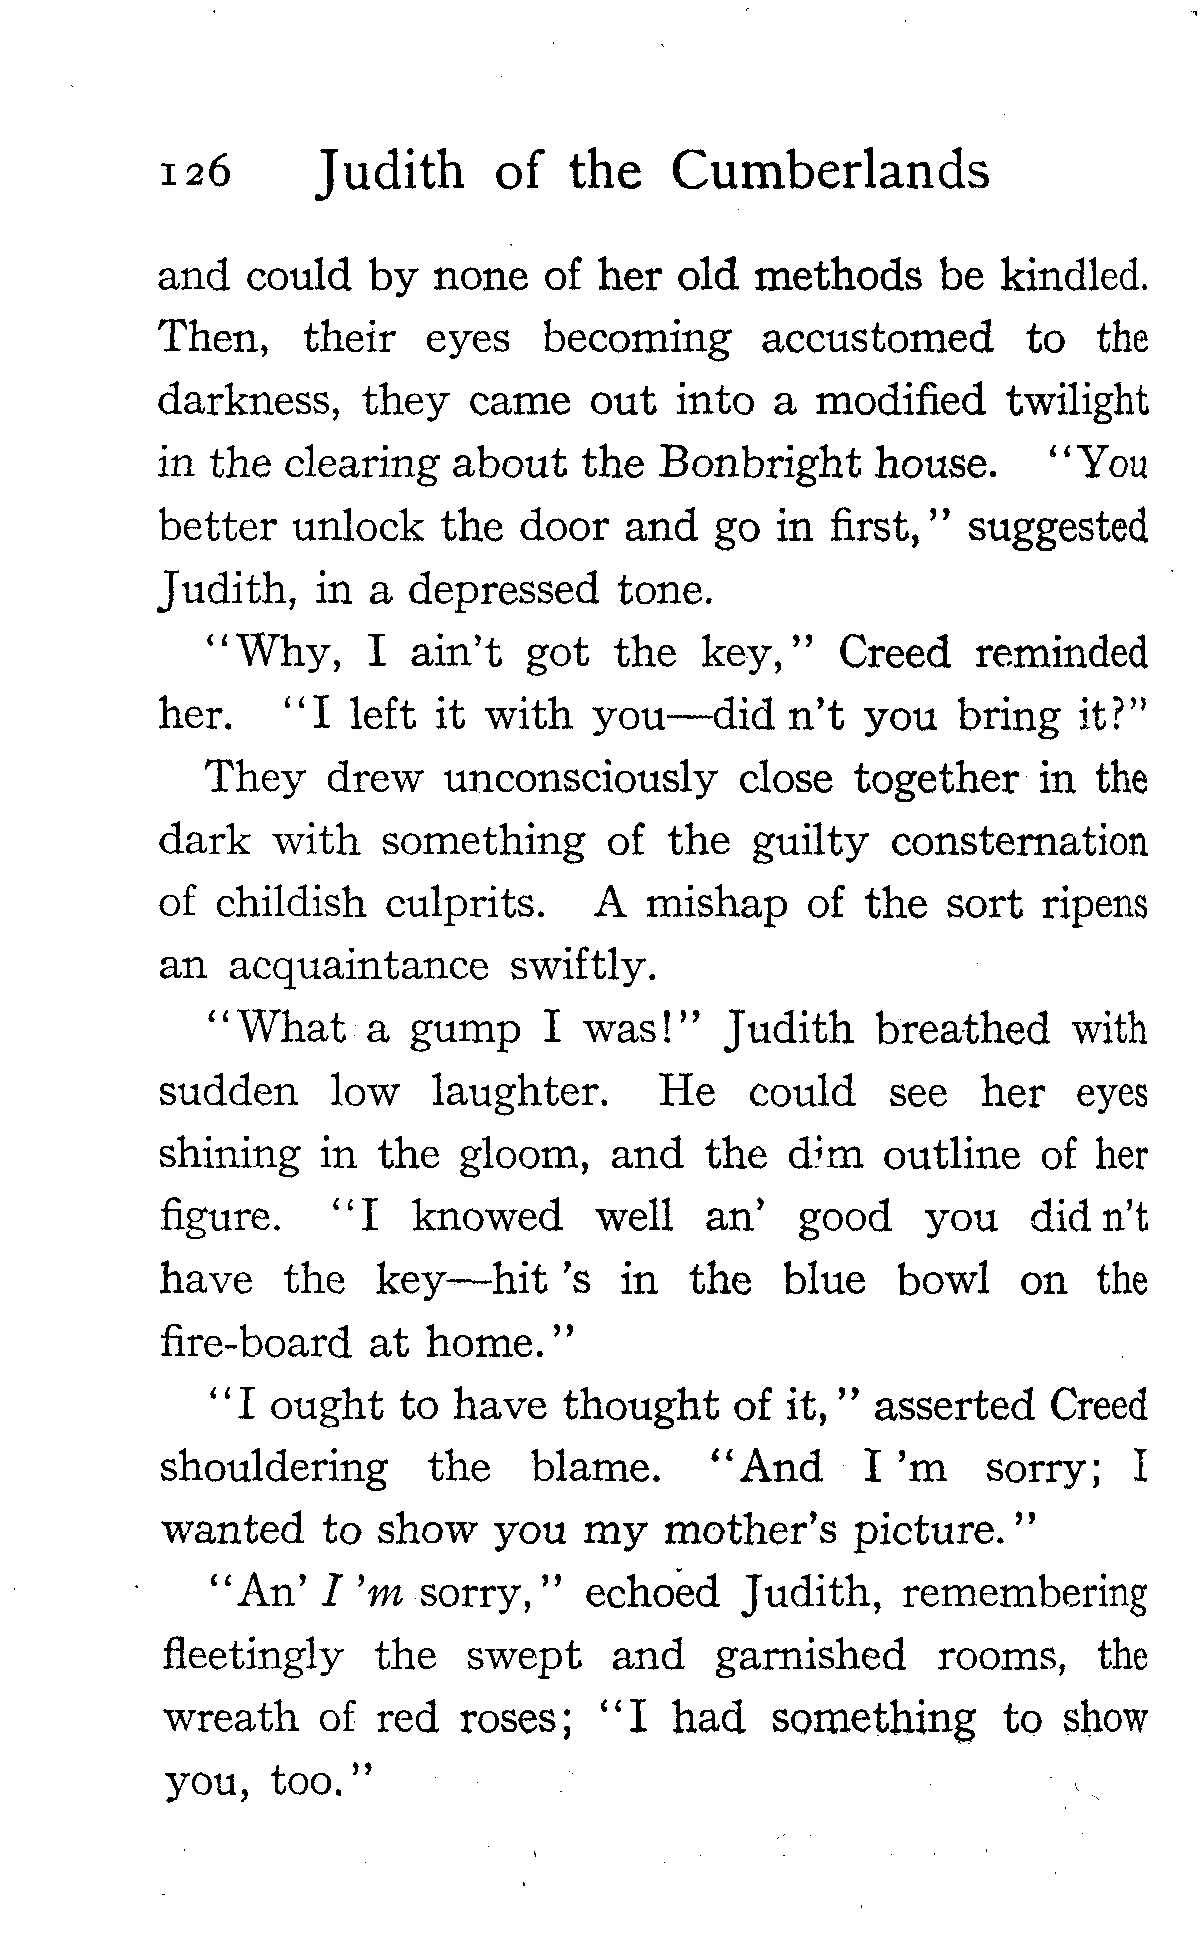 126 Judith of the Cumberlands
and could by none of her old methods be kindled.
Then, their eyes becoming accustomed to the
darkness, they came out into a modified twilight
in the clearing about the Bonbright house. "You
better unlock the door and go in first," suggested
Judith, in a depressed tone.
"Why, I ain't got the key," Creed reminded
her. "I left it with you—did n't you bring it?"
They drew unconsciously close together in the
dark with something of the guilty consternation
of childish culprits. A mishap of the sort ripens
an acquaintance swiftly.
"What a gump I was!" Judith breathed with
sudden low laughter. He could see her eyes
shining in the gloom, and the dim outline of her
figure. "I knowed well an' good you did n't
have the key—hit 's in the blue bowl on the
fire-board at home."
"I ought to have thought of it," asserted Creed
shouldering the blame. "And I 'm sorry; I
wanted to show you my mother's picture."
"An' I 'm sorry," echoed Judith, remembering
fleetingly the swept and garnished rooms, the
wreath of red roses; "I had something to show
you, too."